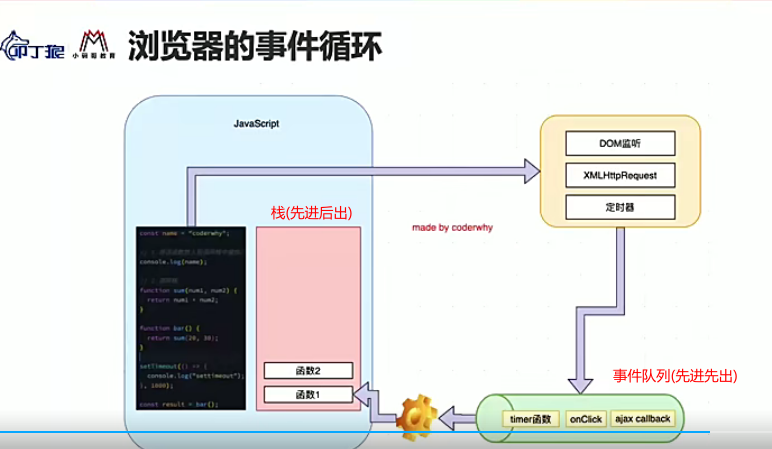 叩丁狼
小码哥教育
浏览器的事件循环
JavaScript
DOM监听
XMLHttpRequest
定时器
栈(先进后出)
made by coderwhy
const name = "coderwhy";
console.log(name);
function sum(num1, num2) {
return num1 + num2;
}
function bar() {
return sum(20, 30);
}
setTimeout(() => {
console.log("settimeout");
}, 1000);
const result = bar();
函数2
函数1
事件队列(先进先出)
timer函数
onClick
ajax callback